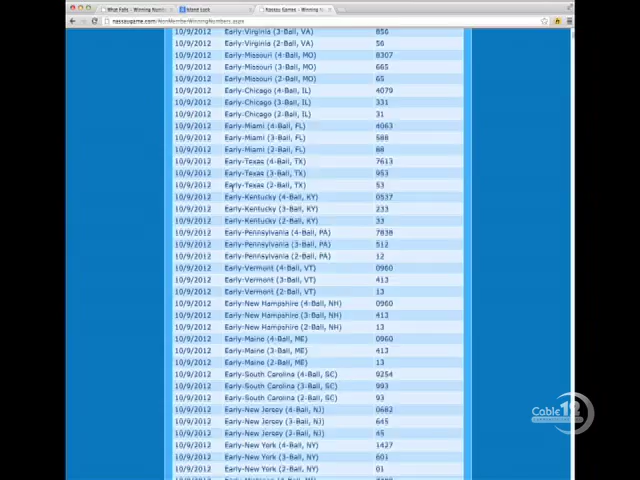 What Falls - Winning Numb
Island Luck
Nassau Games - Winning N
nassaugame.com/NonMemberWinningNumbers.aspx
10/9/2012 Early-Virginia (3-Ball, VA) 856
10/9/2012 Early-Virginia (2-Ball, VA) 56
10/9/2012 Early-Missouri (4-Ball, MO) 8307
10/9/2012 Early-Missouri (3-Ball, MO) 665
10/9/2012 Early-Missouri (2-Ball, MO) 65
10/9/2012 Early-Chicago (4-Ball, IL) 4079
10/9/2012 Early-Chicago (3-Ball, IL) 331
10/9/2012 Early-Chicago (2-Ball, IL) 31
10/9/2012 Early-Miami (4-Ball, FL) 4063
10/9/2012 Early-Miami (3-Ball, FL) 588
10/9/2012 Early-Miami (2-Ball, FL) 88
10/9/2012 Early-Texas (4-Ball, TX) 7613
10/9/2012 Early-Texas (3-Ball, TX) 953
10/9/2012 Early-Texas (2-Ball, TX) 53
10/9/2012 Early-Kentucky (4-Ball, KY) 0537
10/9/2012 Early-Kentucky (3-Ball, KY) 233
10/9/2012 Early-Kentucky (2-Ball, KY) 33
10/9/2012 Early-Pennsylvania (4-Ball, PA) 7838
10/9/2012 Early-Pennsylvania (3-Ball, PA) 512
10/9/2012 Early-Pennsylvania (2-Ball, PA) 12
10/9/2012 Early-Vermont (4-Ball, VT) 0960
10/9/2012 Early-Vermont (3-Ball, VT) 413
10/9/2012 Early-Vermont (2-Ball, VT) 13
10/9/2012 Early-New Hampshire (4-Ball, NH) 0960
10/9/2012 Early-New Hampshire (3-Ball, NH) 413
10/9/2012 Early-New Hampshire (2-Ball, NH) 13
10/9/2012 Early-Maine (4-Ball, ME) 0960
10/9/2012 Early-Maine (3-Ball, ME) 413
10/9/2012 Early-Maine (2-Ball, ME) 13
10/9/2012 Early-South Carolina (4-Ball, SC) 9254
10/9/2012 Early-South Carolina (3-Ball, SC) 993
10/9/2012 Early-South Carolina (2-Ball, SC) 93
10/9/2012 Early-New Jersey (4-Ball, NJ) 0682
10/9/2012 Early-New Jersey (3-Ball, NJ) 645
10/9/2012 Early-New Jersey (2-Ball, NJ) 45
10/9/2012 Early-New York (4-Ball, NY) 1427
10/9/2012 Early-New York (3-Ball, NY) 601
10/9/2012 Early-New York (2-Ball, NY) 01
Cable 12